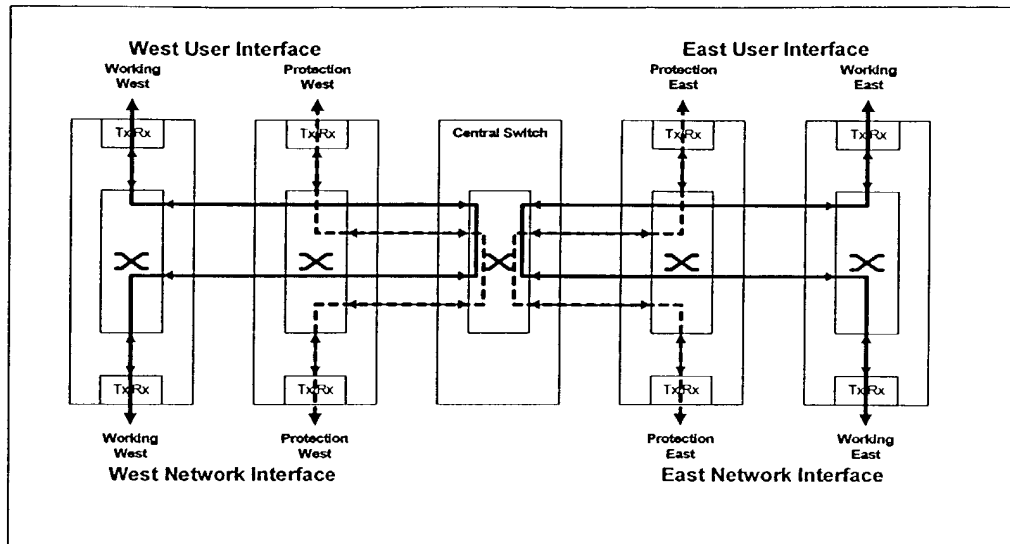 West User Interface
East User Interface
Working
West
Protection
West
Protection
East
Working
East
Tx/Rx
Tx/Rx
Central Switch
Tx/Rx
Tx/Rx
Tx/Rx
Tx/Rx
Tx/Rx
Tx/Rx
Working
West
Protection
West
Protection
East
Working
East
West Network Interface
East Network Interface